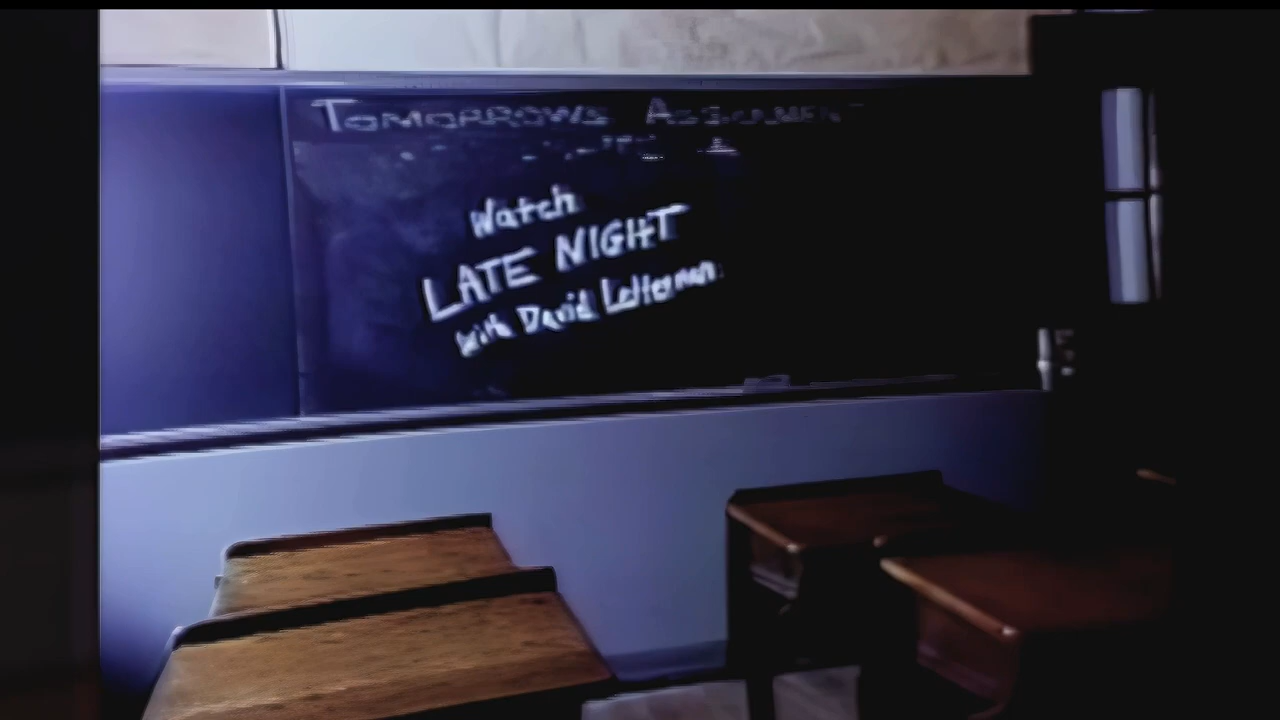 TOMORROWS ASSIGNMENT
Watch
LATE NIGHT
With David Letterman